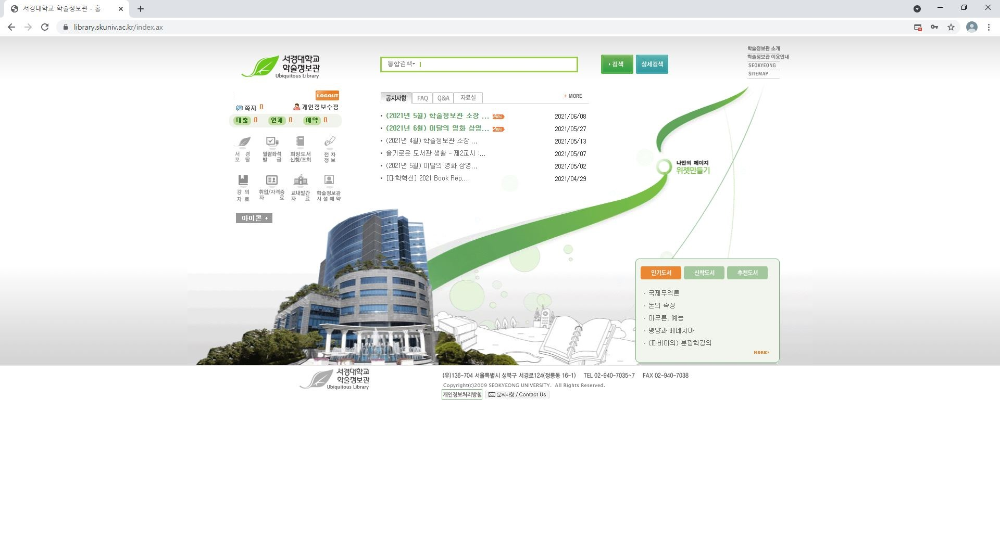 서경대학교 학술정보관 - 홈
library.skuniv.ac.kr/index.ax
서경대학교
학술정보관
Ubiquitous Library
통합검색
검색
상세검색
학술정보관 소개
학술정보관 이용안내
SEOKYEONG
SITEMAP
LOGOUT
쪽지 0
개인정보수정
대출 0 연체 0 예약 0
서 경
포 탈
열람좌석
발 급
희망도서
신청/조회
전 자
정 보
강 의
자 료
취업/자격증
자 료
교내발간
자 료
학술정보관
시 설 예 약
아이콘 +
공지사항 FAQ Q&A 자료실
MORE
(2021년 5월) 학술정보관 소장 ... NEW 2021/06/08
(2021년 6월) 이달의 영화 상영... NEW 2021/05/27
(2021년 4월) 학술정보관 소장 ... 2021/05/13
슬기로운 도서관 생활 - 제2교시 :... 2021/05/07
(2021년 5월) 이달의 영화 상영... 2021/05/02
[대학혁신] 2021 Book Rep... 2021/04/29
나만의 페이지
위젯만들기
인기도서 신착도서 추천도서
국제무역론
돈의 속성
아무튼, 예능
평양과 베네치아
(파비아의) 분광학강의
MORE
서경대학교
학술정보관
Ubiquitous Library
(우)136-704 서울특별시 성북구 서경로124(정릉동 16-1) TEL 02-940-7035~7 FAX 02-940-7038
Copyright(c)2009 SEOKYEONG UNIVERSITY. All Rights Reserved.
개인정보처리방침 문의사항 / Contact Us